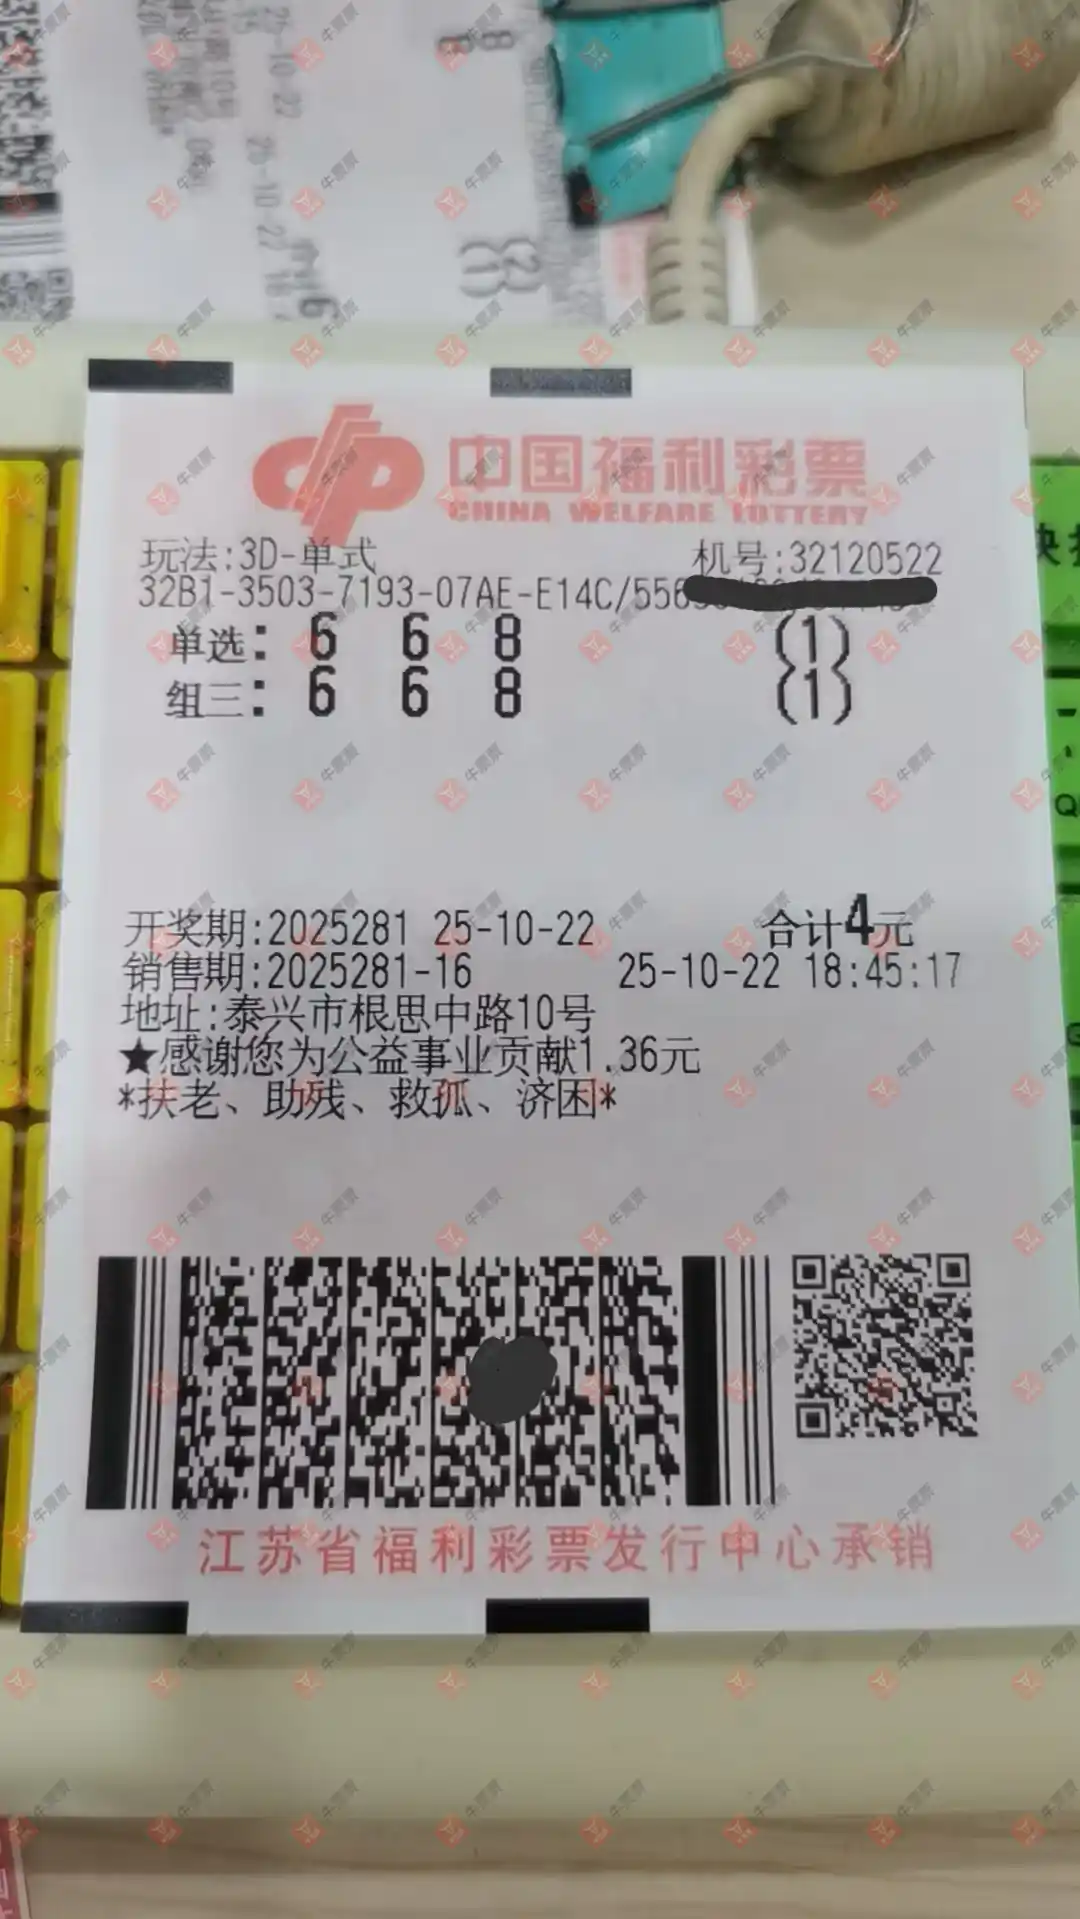 中国福利彩票
CHINA WELFARE LOTTERY
玩法:3D-单式 机号:32120522
32B1-3503-7193-07AE-E14C/556
单选: 6 6 8 (1)
组三: 6 6 8 (1)
开奖期:2025281 25-10-22 合计4元
销售期:2025281-16 25-10-22 18:45:17
地址:泰兴市根思中路10号
★感谢您为公益事业贡献1.36元
*扶老、助残、救孤、济困*
江苏省福利彩票发行中心承销
牛票票